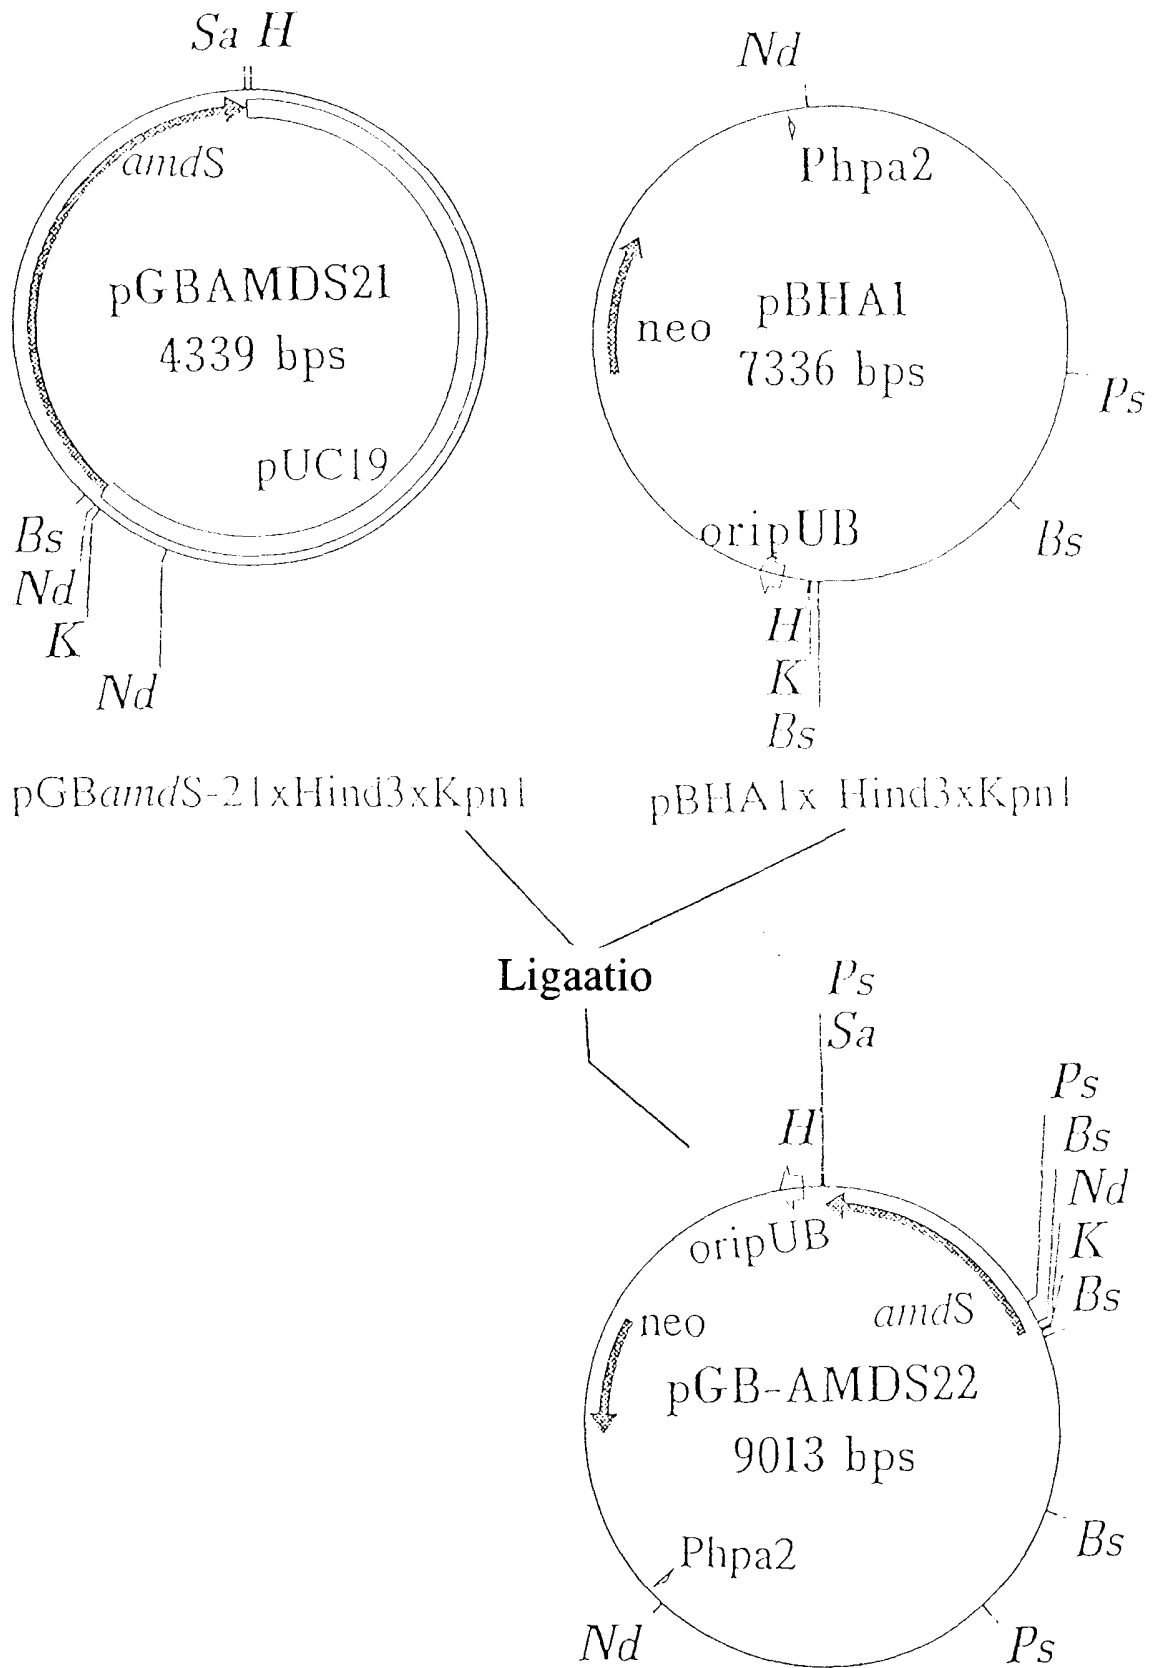 Sa H
amdS
pGBAMDS21
4339 bps
pUC19
Bs
Nd
K
Nd
Nd
Phpa2
neo
pBHA1
7336 bps
Ps
Bs
oripUB
H
K
Bs
pGBamdS-21xHind3xKpn1
pBHA1x Hind3xKpn1
Ligaatio
Ps
Sa
H
Ps
Bs
Nd
K
Bs
oripUB
amdS
neo
pGB-AMDS22
9013 bps
Bs
Phpa2
Nd
Ps